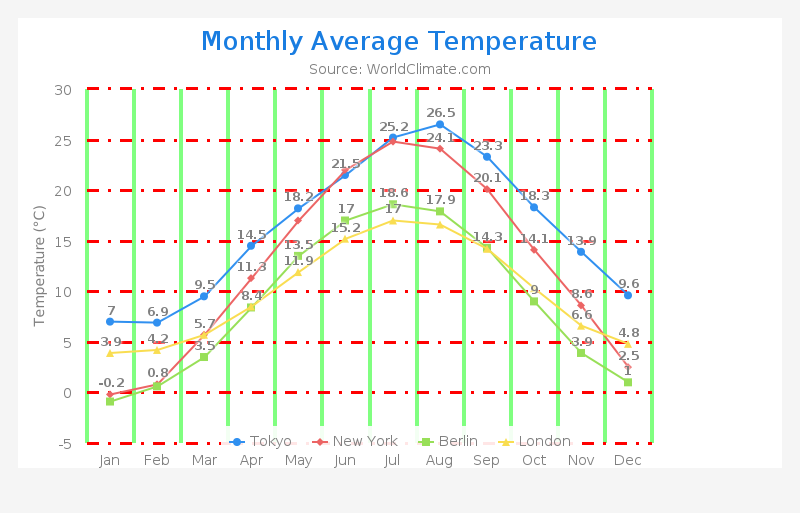 Monthly Average Temperature
Source: WorldClimate.com
Temperature (°C)
30
25
20
15
10
5
0
-5
7 6.9 9.5 14.5 18.2 21.5 25.2 26.5 23.3 18.3 13.9 9.6
-0.2 0.8 5.7 11.3 24.1 20.1 14.1 8.6 2.5
3.5 8.4 13.5 17 18.6 17.9 14.3 9 3.9 1
3.9 4.2 11.9 15.2 17 6.6 4.8
Tokyo New York Berlin London
Jan Feb Mar Apr May Jun Jul Aug Sep Oct Nov Dec